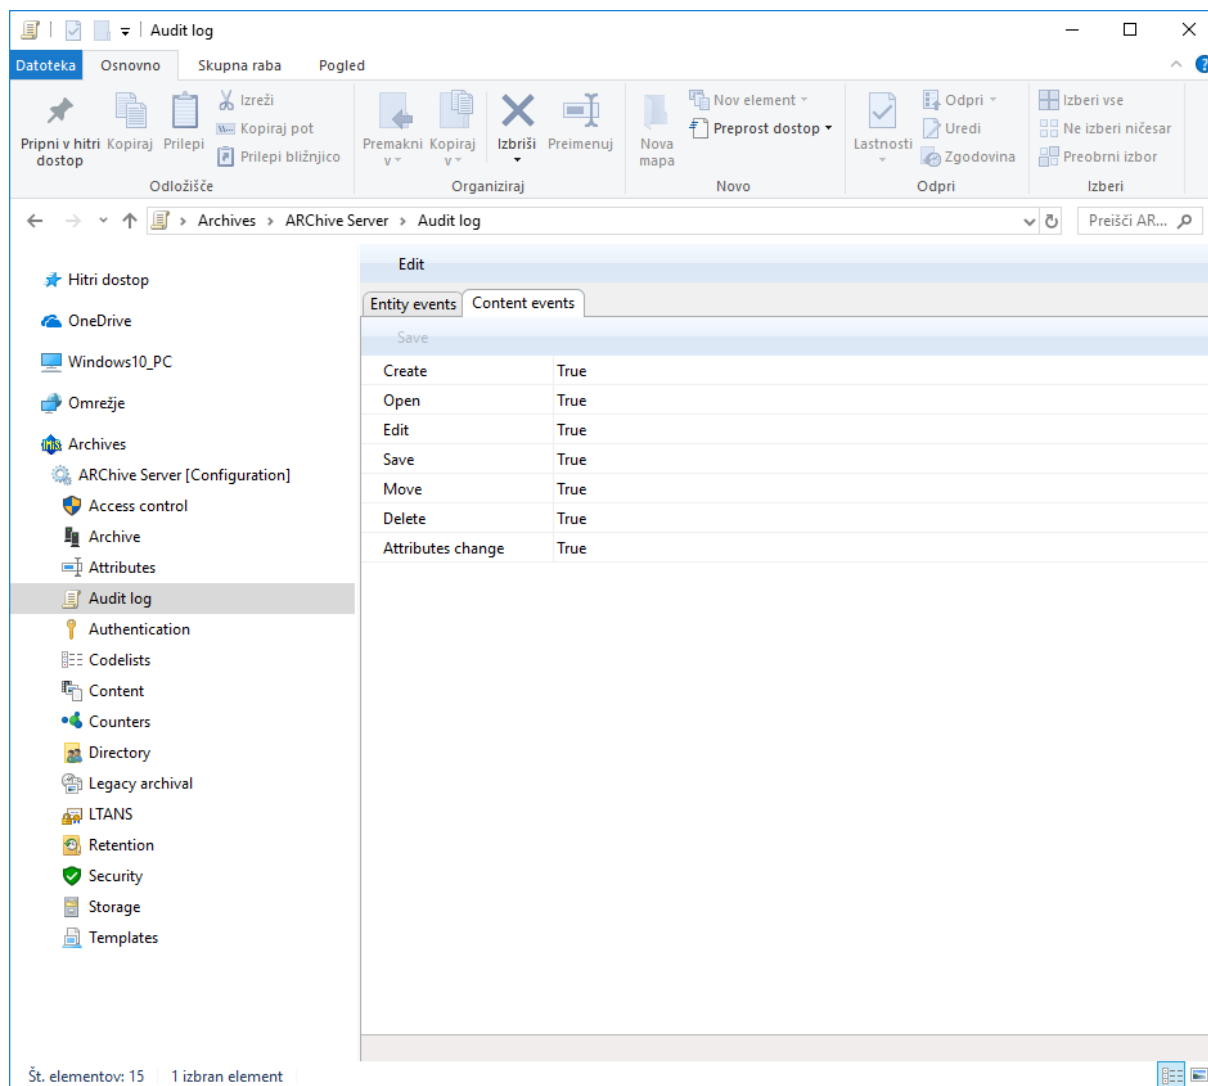 Audit log
Datoteka Osnovno Skupna raba Pogled
Pripni v hitri dostop
Kopiraj
Prilepi
Izreži
Kopiraj pot
Prilepi bližnjico
Odložišče
Premakni v
Kopiraj v
Izbriši
Preimenuj
Organiziraj
Nova mapa
Nov element
Preprost dostop
Novo
Lastnosti
Odpri
Uredi
Zgodovina
Odpri
Izberi vse
Ne izberi ničesar
Preobrni izbor
Izberi
Archives > ARChive Server > Audit log
Preišči AR...
Hitri dostop
OneDrive
Windows10_PC
Omrežje
Archives
ARChive Server [Configuration]
Access control
Archive
Attributes
Audit log
Authentication
Codelists
Content
Counters
Directory
Legacy archival
LTANS
Retention
Security
Storage
Templates
Edit
Entity events Content events
Save
Create True
Open True
Edit True
Save True
Move True
Delete True
Attributes change True
Št. elementov: 15 1 izbran element